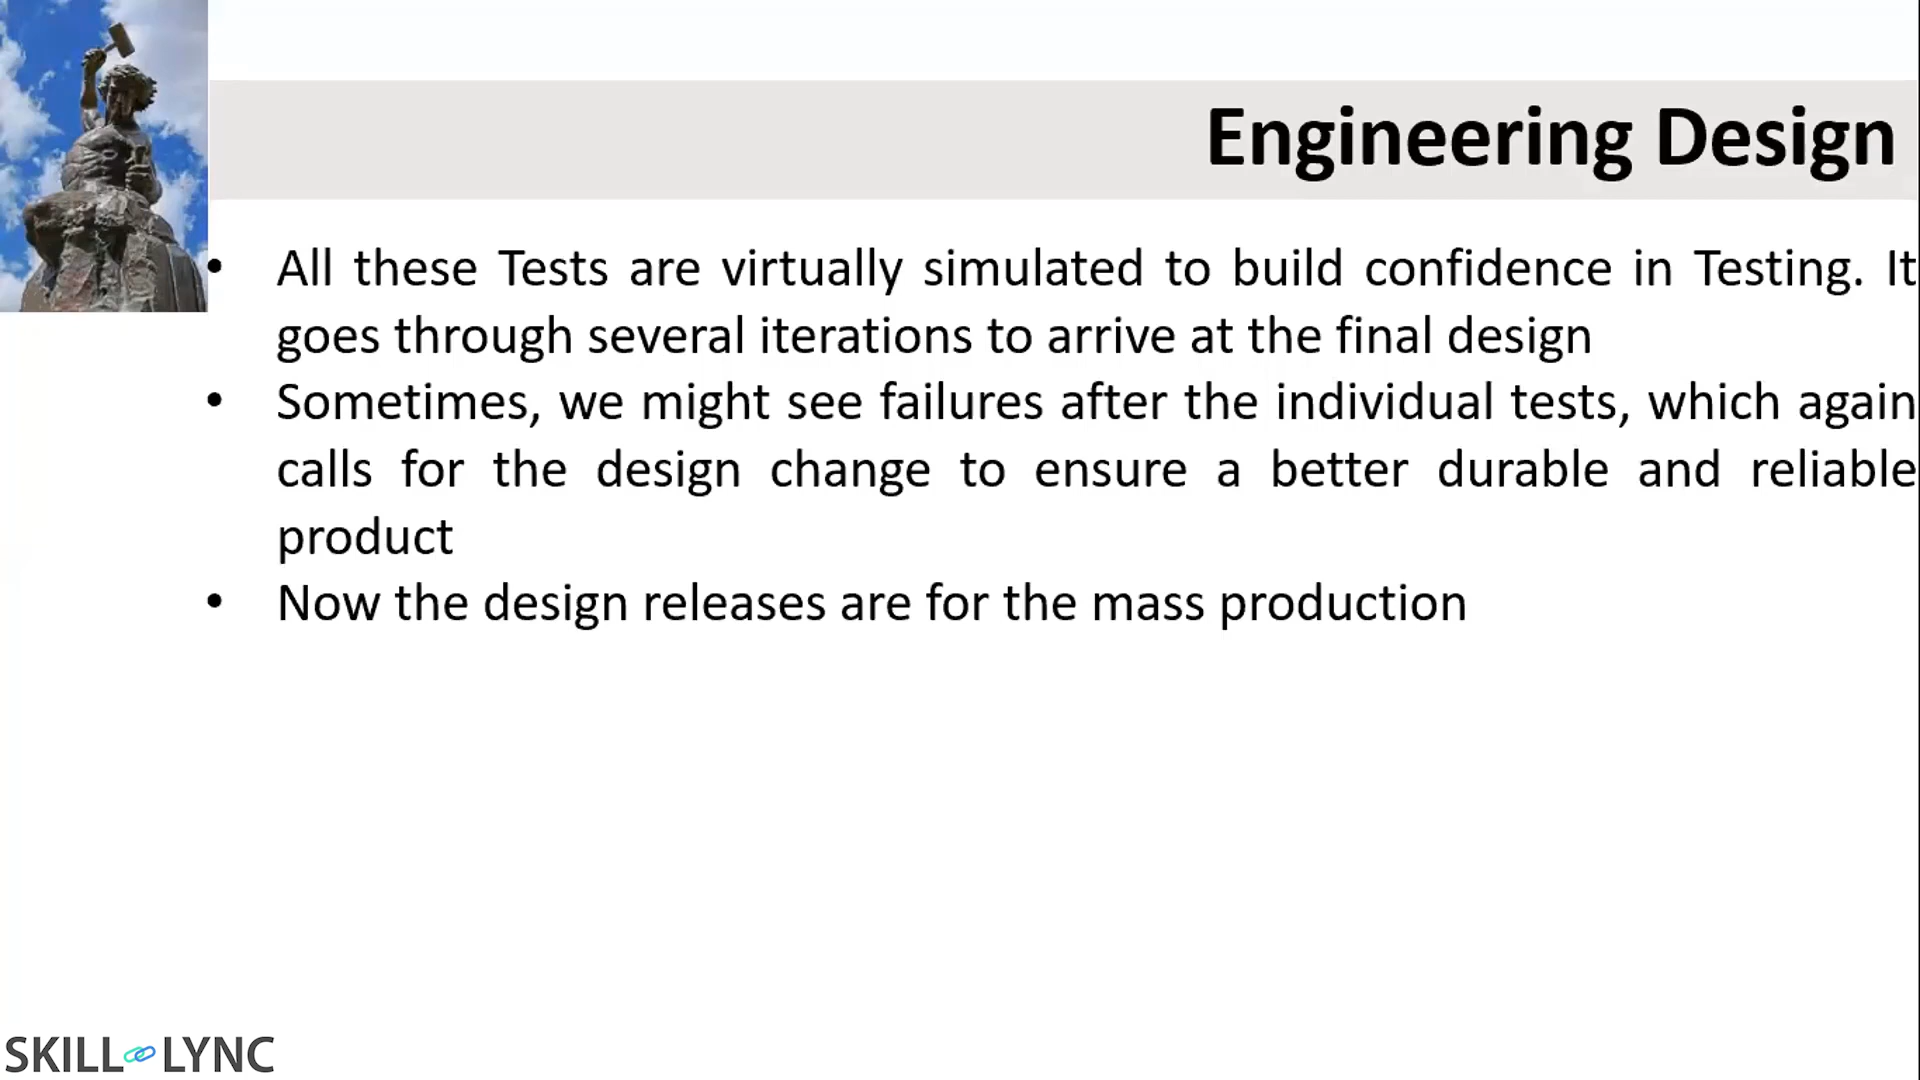 Engineering Design
• All these Tests are virtually simulated to build confidence in Testing. It
goes through several iterations to arrive at the final design
• Sometimes, we might see failures after the individual tests, which again
calls for the design change to ensure a better durable and reliable
product
• Now the design releases are for the mass production
SKILL LYNC